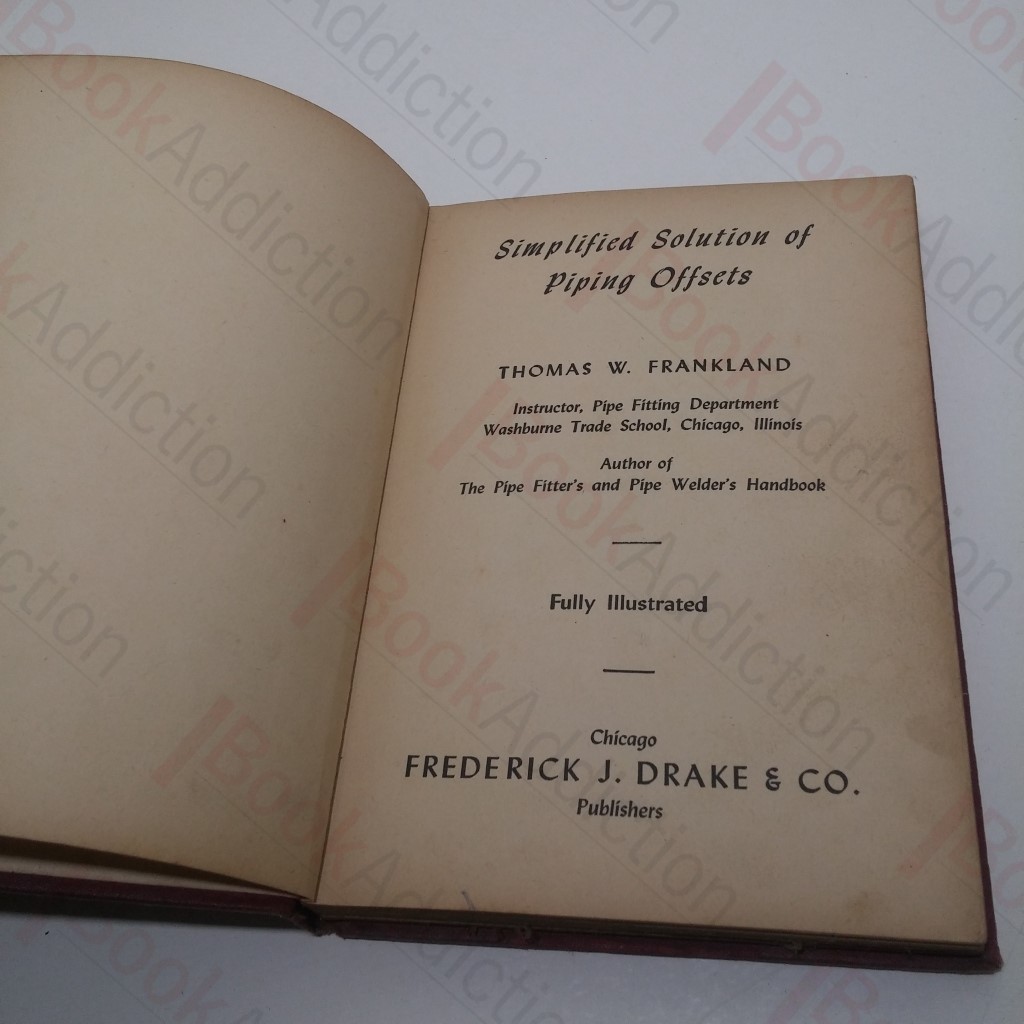 Simplified Solution of
Piping Offsets
THOMAS W. FRANKLAND
Instructor, Pipe Fitting Department
Washburne Trade School, Chicago, Illinois
Author of
The Pipe Fitter's and Pipe Welder's Handbook
Fully Illustrated
Chicago
FREDERICK J. DRAKE & CO.
Publishers
BookAddiction